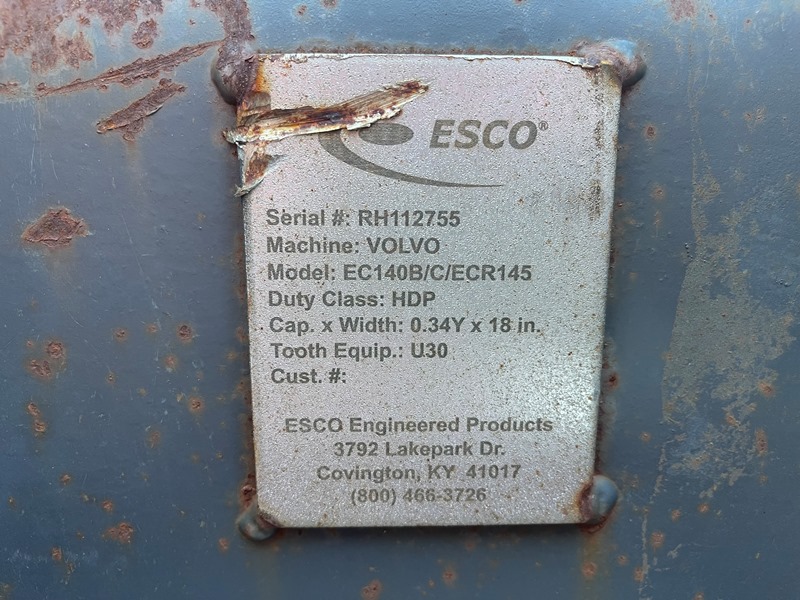 ESCO®
Serial #: RH112755
Machine: VOLVO
Model: EC140B/C/ECR145
Duty Class: HDP
Cap. x Width: 0.34Y x 18 in.
Tooth Equip.: U30
Cust. #:
ESCO Engineered Products
3792 Lakepark Dr.
Covington, KY 41017
(800) 466-3726